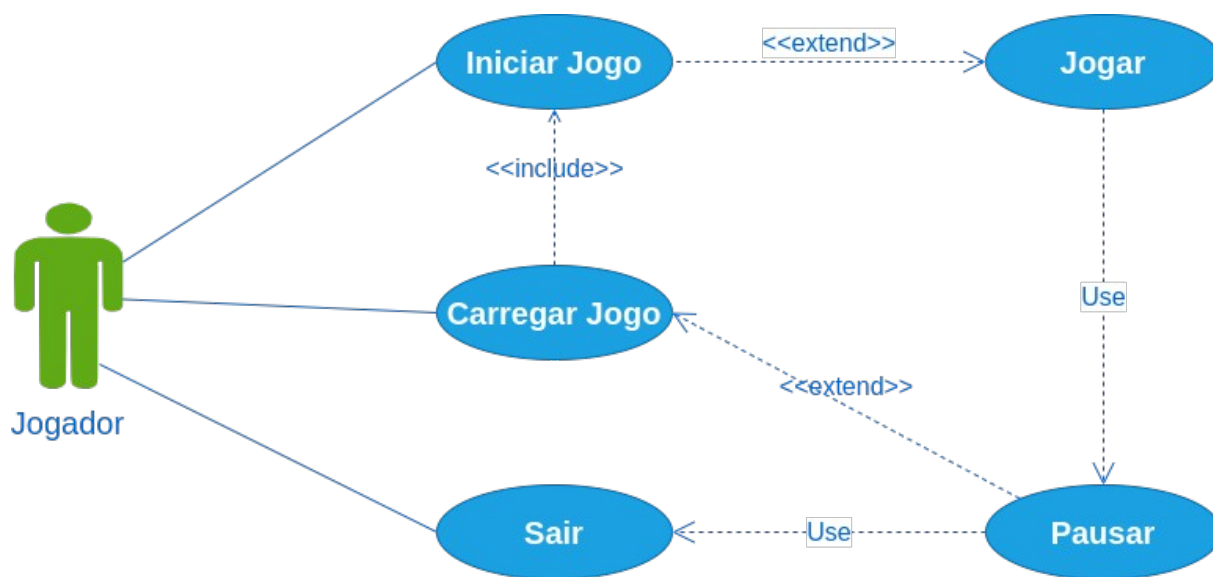 Iniciar Jogo
<<extend>>
Jogar
<<include>>
Use
Carregar Jogo
<<extend>>
Jogador
Sair
Use
Pausar